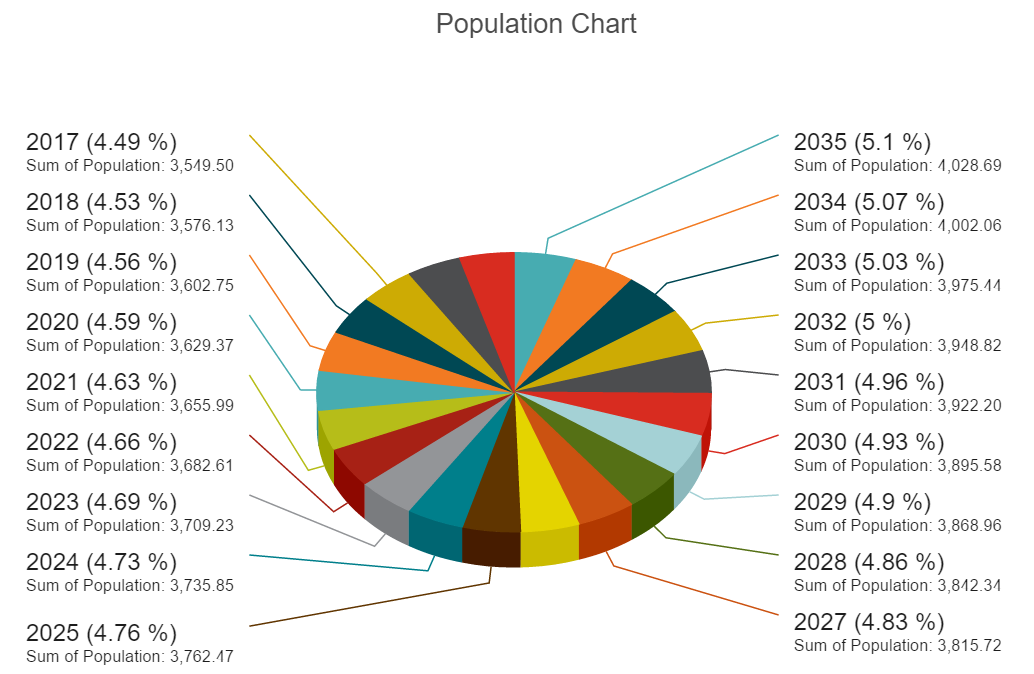 Population Chart
2017 (4.49 %)
Sum of Population: 3,549.50
2018 (4.53 %)
Sum of Population: 3,576.13
2019 (4.56 %)
Sum of Population: 3,602.75
2020 (4.59 %)
Sum of Population: 3,629.37
2021 (4.63 %)
Sum of Population: 3,655.99
2022 (4.66 %)
Sum of Population: 3,682.61
2023 (4.69 %)
Sum of Population: 3,709.23
2024 (4.73 %)
Sum of Population: 3,735.85
2025 (4.76 %)
Sum of Population: 3,762.47
2035 (5.1 %)
Sum of Population: 4,028.69
2034 (5.07 %)
Sum of Population: 4,002.06
2033 (5.03 %)
Sum of Population: 3,975.44
2032 (5 %)
Sum of Population: 3,948.82
2031 (4.96 %)
Sum of Population: 3,922.20
2030 (4.93 %)
Sum of Population: 3,895.58
2029 (4.9 %)
Sum of Population: 3,868.96
2028 (4.86 %)
Sum of Population: 3,842.34
2027 (4.83 %)
Sum of Population: 3,815.72